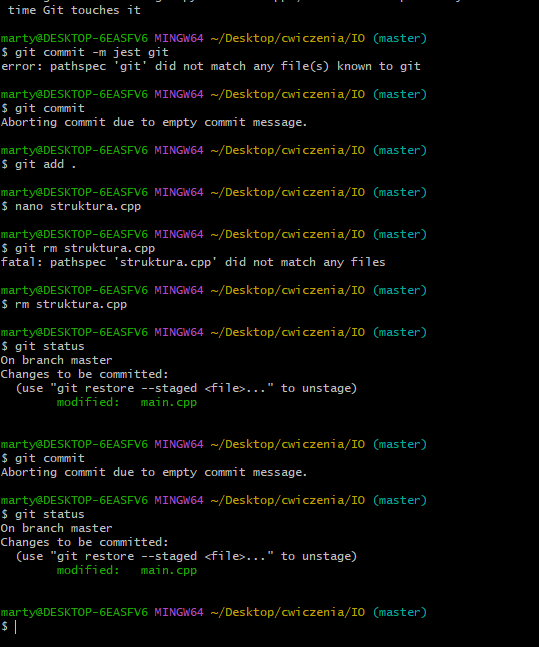 time Git touches it
marty@DESKTOP-6EASFV6 MINGW64 ~/Desktop/cwiczenia/IO (master)
$ git commit -m jest git
error: pathspec 'git' did not match any file(s) known to git
marty@DESKTOP-6EASFV6 MINGW64 ~/Desktop/cwiczenia/IO (master)
$ git commit
Aborting commit due to empty commit message.
marty@DESKTOP-6EASFV6 MINGW64 ~/Desktop/cwiczenia/IO (master)
$ git add .
marty@DESKTOP-6EASFV6 MINGW64 ~/Desktop/cwiczenia/IO (master)
$ nano struktura.cpp
marty@DESKTOP-6EASFV6 MINGW64 ~/Desktop/cwiczenia/IO (master)
$ git rm struktura.cpp
fatal: pathspec 'struktura.cpp' did not match any files
marty@DESKTOP-6EASFV6 MINGW64 ~/Desktop/cwiczenia/IO (master)
$ rm struktura.cpp
marty@DESKTOP-6EASFV6 MINGW64 ~/Desktop/cwiczenia/IO (master)
$ git status
On branch master
Changes to be committed:
  (use "git restore --staged <file>..." to unstage)
        modified:   main.cpp
marty@DESKTOP-6EASFV6 MINGW64 ~/Desktop/cwiczenia/IO (master)
$ git commit
Aborting commit due to empty commit message.
marty@DESKTOP-6EASFV6 MINGW64 ~/Desktop/cwiczenia/IO (master)
$ git status
On branch master
Changes to be committed:
  (use "git restore --staged <file>..." to unstage)
        modified:   main.cpp
marty@DESKTOP-6EASFV6 MINGW64 ~/Desktop/cwiczenia/IO (master)
$